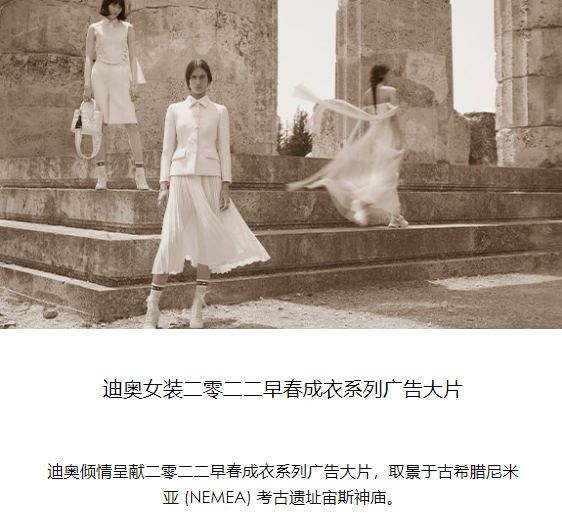 迪奥女装二零二二早春成衣系列广告大片
迪奥倾情呈献二零二二早春成衣系列广告大片，取景于古希腊尼米
亚 (NEMEA) 考古遗址宙斯神庙。